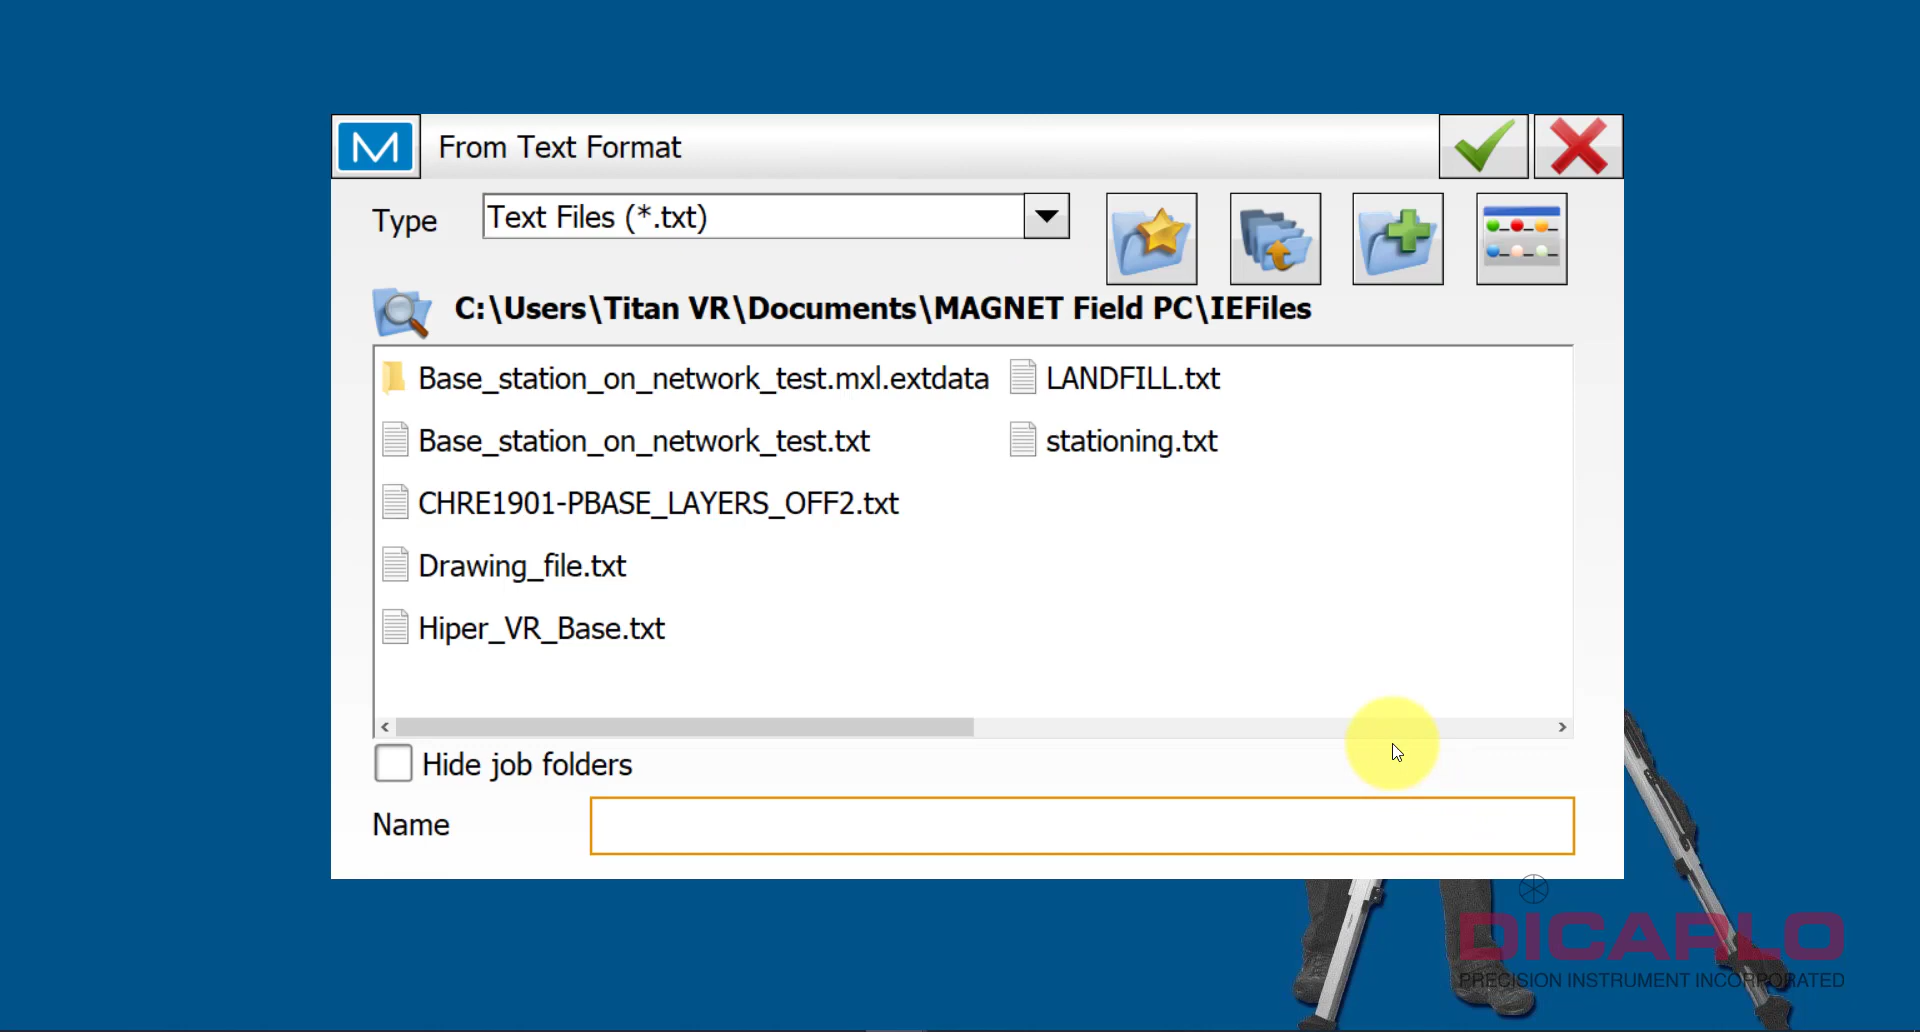 From Text Format
Type
Text Files (*.txt)
C:\Users\Titan VR\Documents\MAGNET Field PC\IEFiles
Base_station_on_network_test.mxl.extdata
LANDFILL.txt
Base_station_on_network_test.txt
stationing.txt
CHRE1901-PBASE_LAYERS_OFF2.txt
Drawing_file.txt
Hiper_VR_Base.txt
Hide job folders
Name
DICARLO
PRECISION INSTRUMENT INCORPORATED